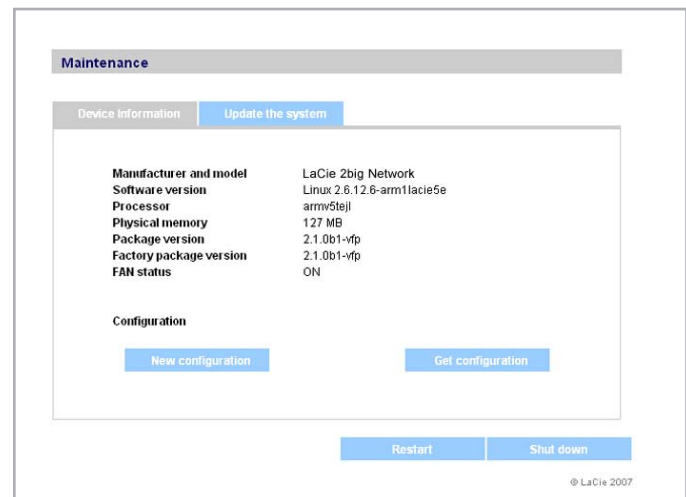 Maintenance
Device Information Update the system
Manufacturer and model LaCie 2big Network
Software version Linux 2.6.12.6-arm1lacie5e
Processor armv5tejl
Physical memory 127 MB
Package version 2.1.0b1-vfp
Factory package version 2.1.0b1-vfp
FAN status ON
Configuration
New configuration Get configuration
Restart Shut down
© LaCie 2007